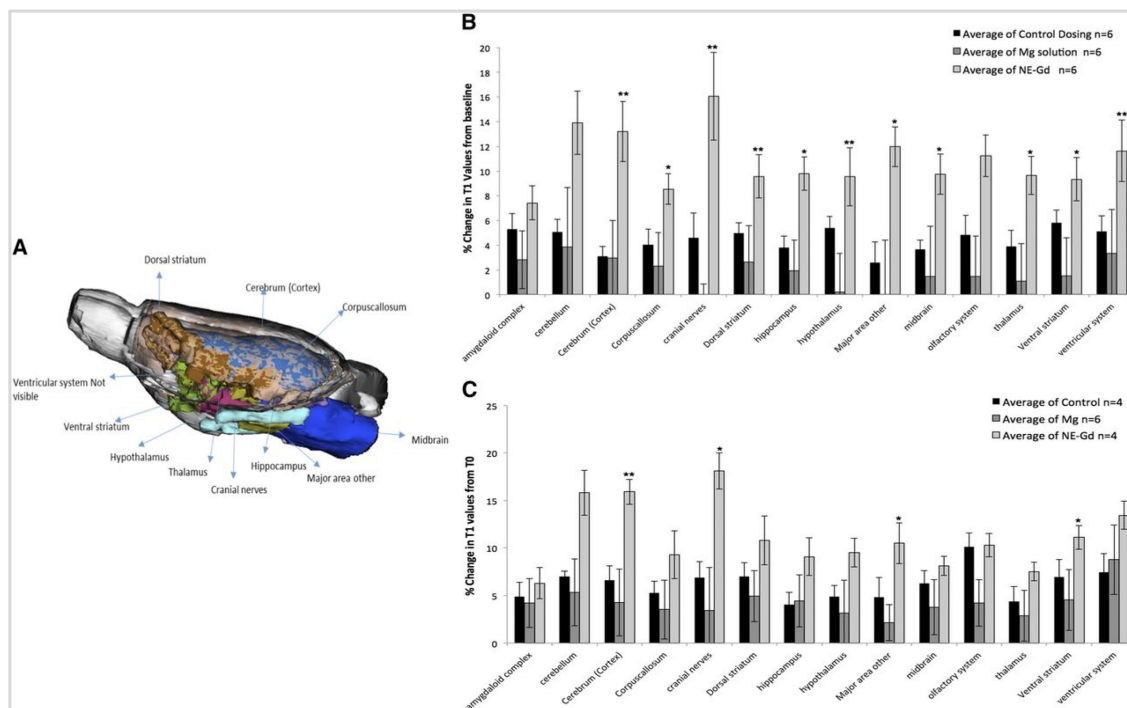 A
Dorsal striatum
Cerebrum (Cortex)
Corpuscallosum
Ventricular system Not
visible
Ventral striatum
Hypothalamus
Thalamus
Cranial nerves
Hippocampus
Major area other
Midbrain
B
% Change in T1 Values from baseline
20
18
16
14
12
10
8
6
4
2
0
Average of Control Dosing n=6
Average of Mg solution n=6
Average of NE-Gd n=6
**
**
**
*
**
*
**
*
*
*
*
**
amygdaloid complex
cerebellum
Cerebrum (Cortex)
Corpuscallosum
cranial nerves
Dorsal striatum
hippocampus
hypothalamus
Major area other
midbrain
olfactory system
thalamus
Ventral striatum
ventricular system
C
% Change in T1 values from T0
25
20
15
10
5
0
Average of Control n=4
Average of Mg n=6
Average of NE-Gd n=4
**
*
*
*
amygdaloid complex
cerebellum
Cerebrum (Cortex)
Corpuscallosum
cranial nerves
Dorsal striatum
hippocampus
hypothalamus
Major area other
midbrain
olfactory system
thalamus
Ventral striatum
ventricular system